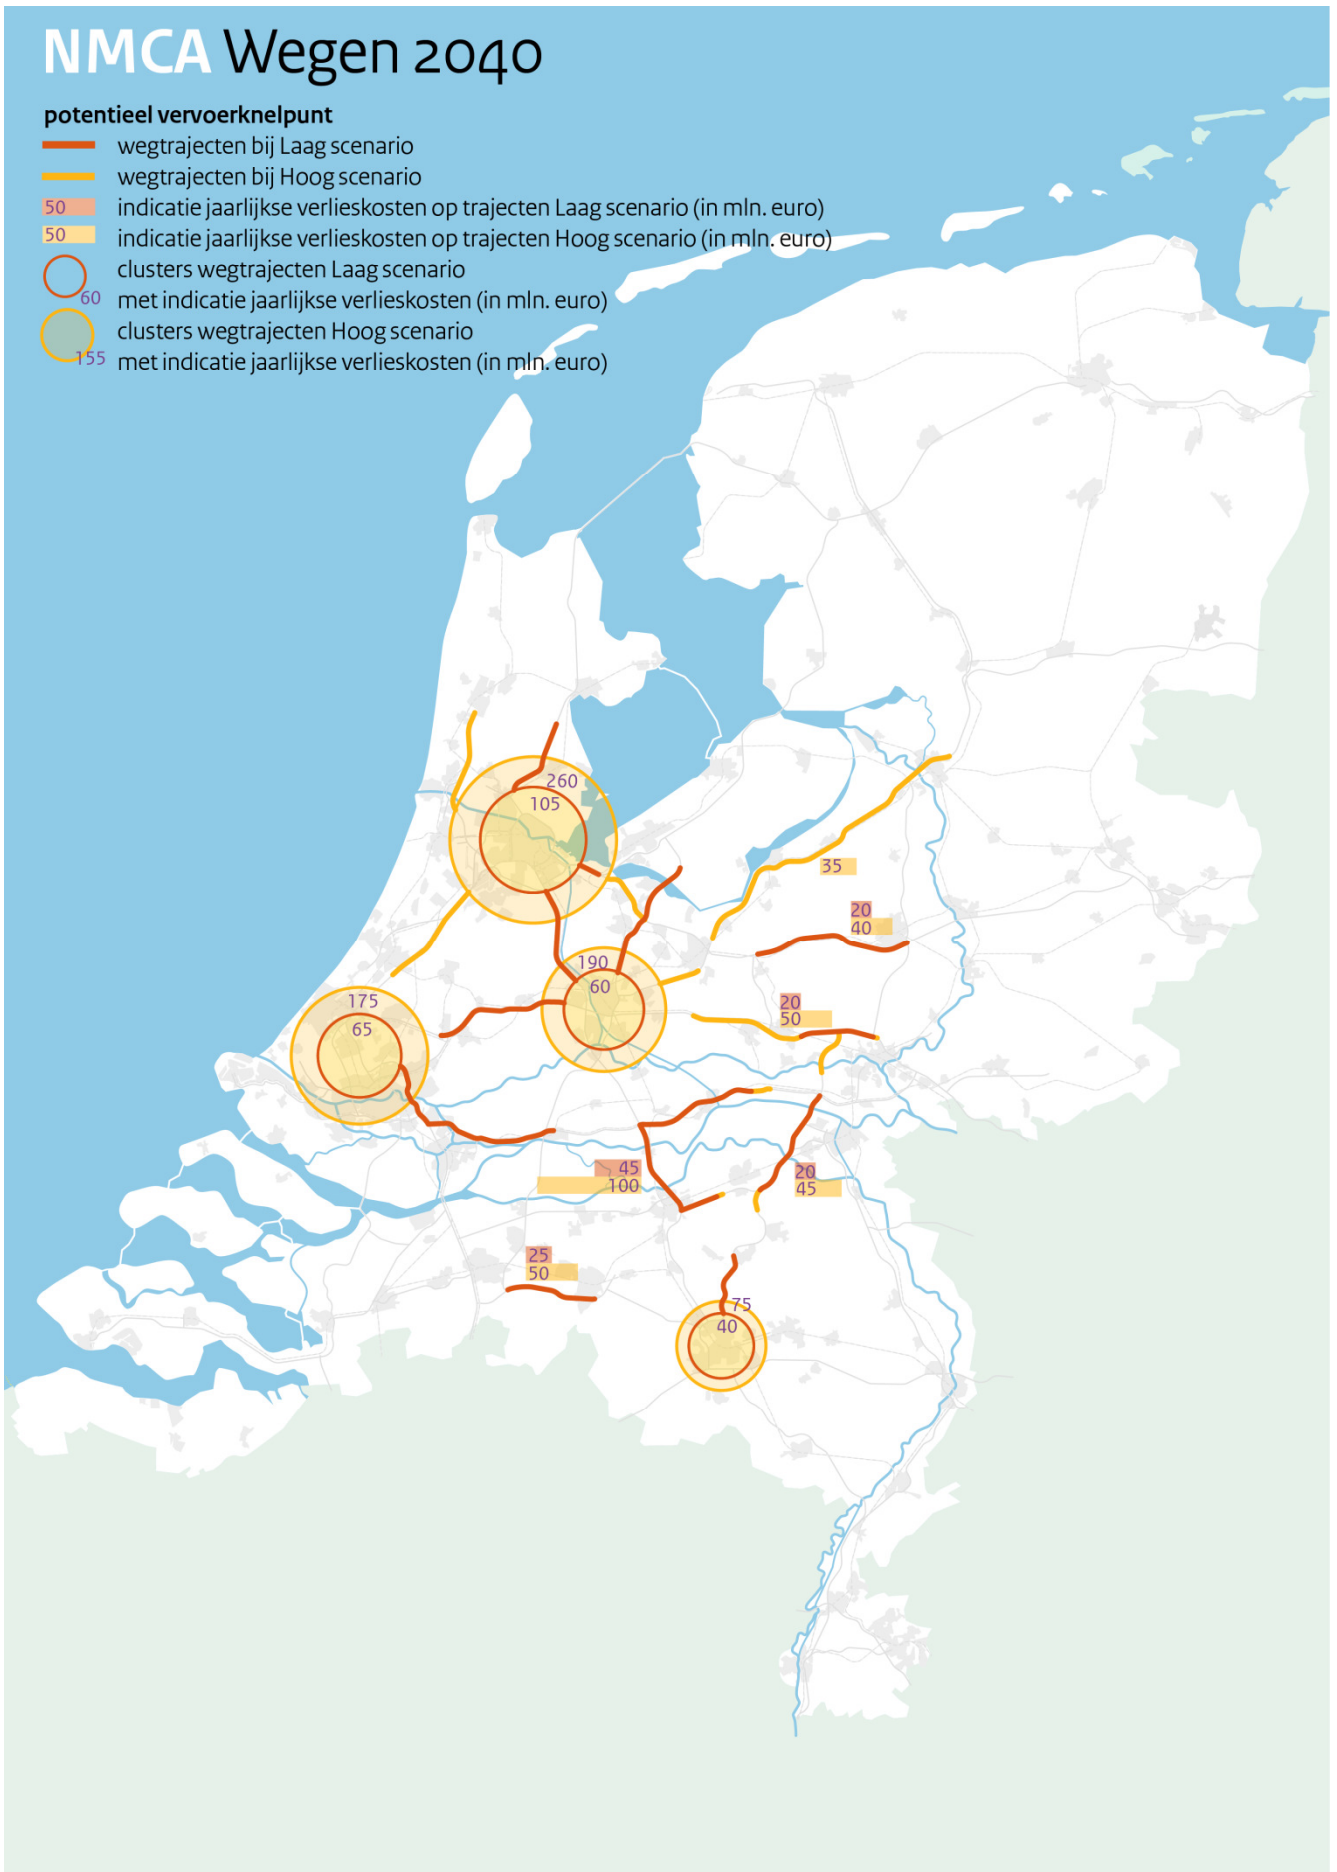 NMCA Wegen 2040
potentieel vervoerknelpunt
wegtrajecten bij Laag scenario
wegtrajecten bij Hoog scenario
50 indicatie jaarlijkse verlieskosten op trajecten Laag scenario (in mln. euro)
50 indicatie jaarlijkse verlieskosten op trajecten Hoog scenario (in mln. euro)
clusters wegtrajecten Laag scenario
60 met indicatie jaarlijkse verlieskosten (in mln. euro)
clusters wegtrajecten Hoog scenario
155 met indicatie jaarlijkse verlieskosten (in mln. euro)
260
105
35
20
40
190
60
175
65
20
50
45
100
20
45
25
50
75
40